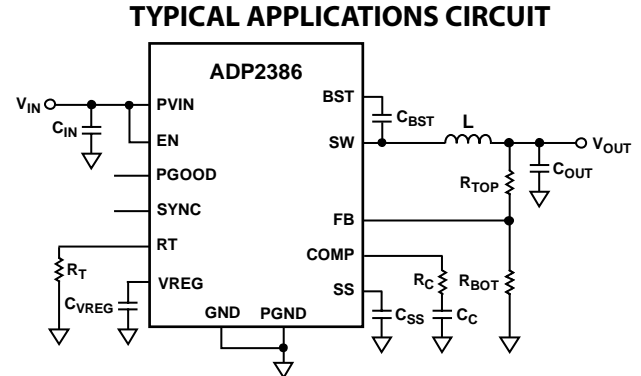 TYPICAL APPLICATIONS CIRCUIT
ADP2386
VIN
PVIN
BST
CBST
L
CIN
EN
SW
VOUT
COUT
PGOOD
RTOP
SYNC
FB
RT
RT
COMP
RC
RBOT
VREG
CVREG
SS
CSS
CC
GND PGND